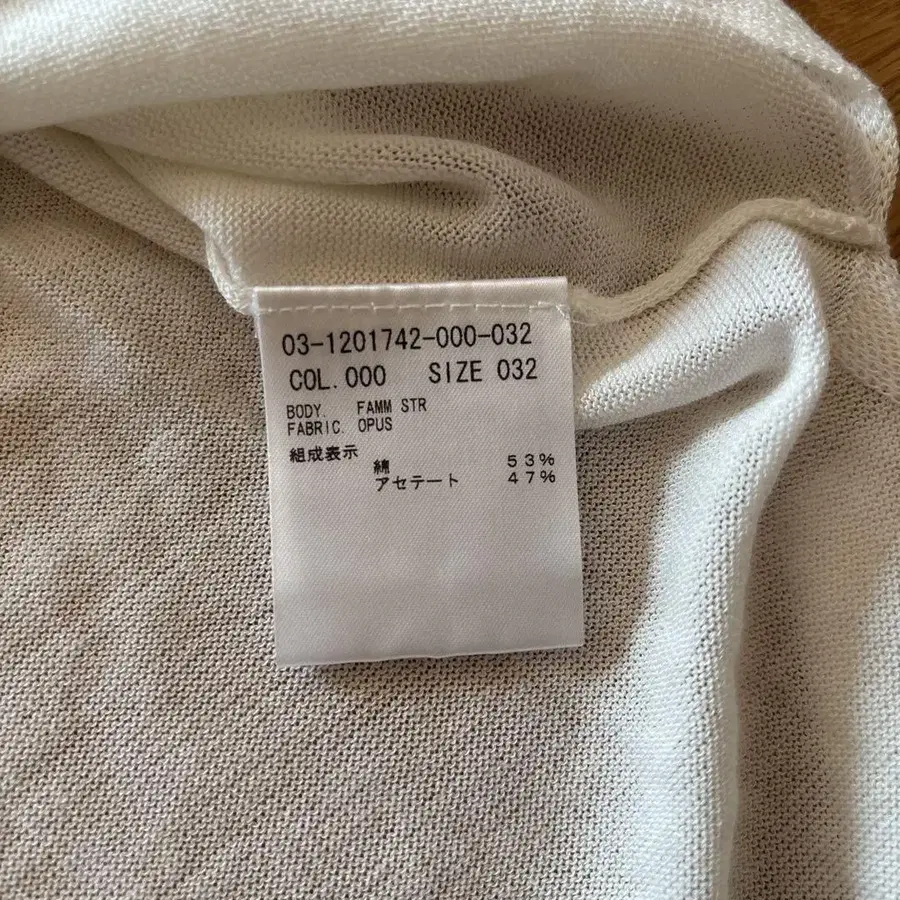 03-1201742-000-032
COL.000 SIZE 032
BODY. FAMM STR
FABRIC. OPUS
組成表示
綿 53%
アセテート 47%